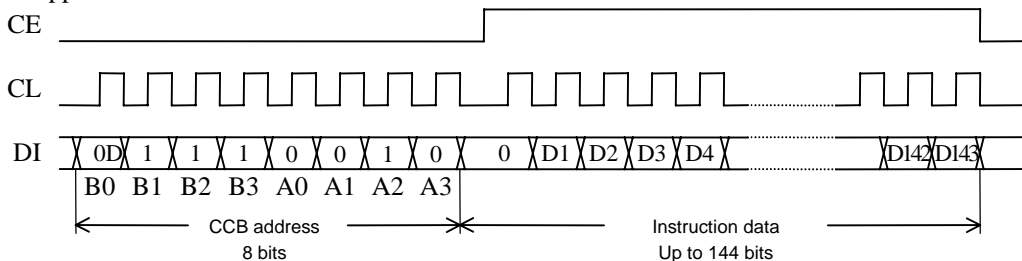 CE
CL
DI 0D 1 1 1 0 0 1 0 0 D1 D2 D3 D4 D142 D143
B0 B1 B2 B3 A0 A1 A2 A3
CCB address Instruction data
8 bits Up to 144 bits